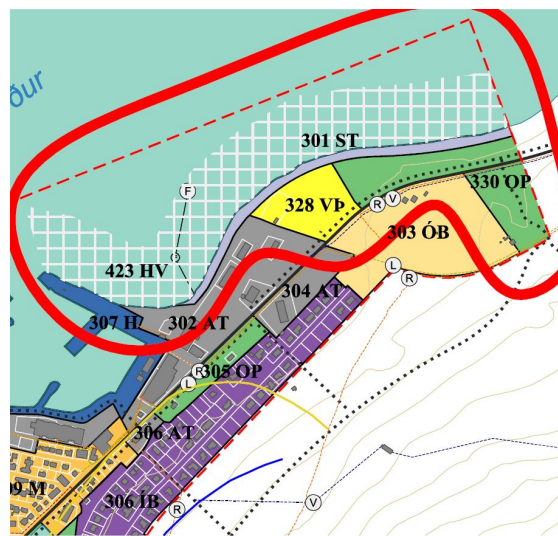 ður
301 ST
330 OP
328 VÞ
R
V
F
303 ÓB
S
L
R
423 HV
304 AT
307 H
302 AT
R
305 OP
L
306 AT
09 M
306 ÍB
R
V